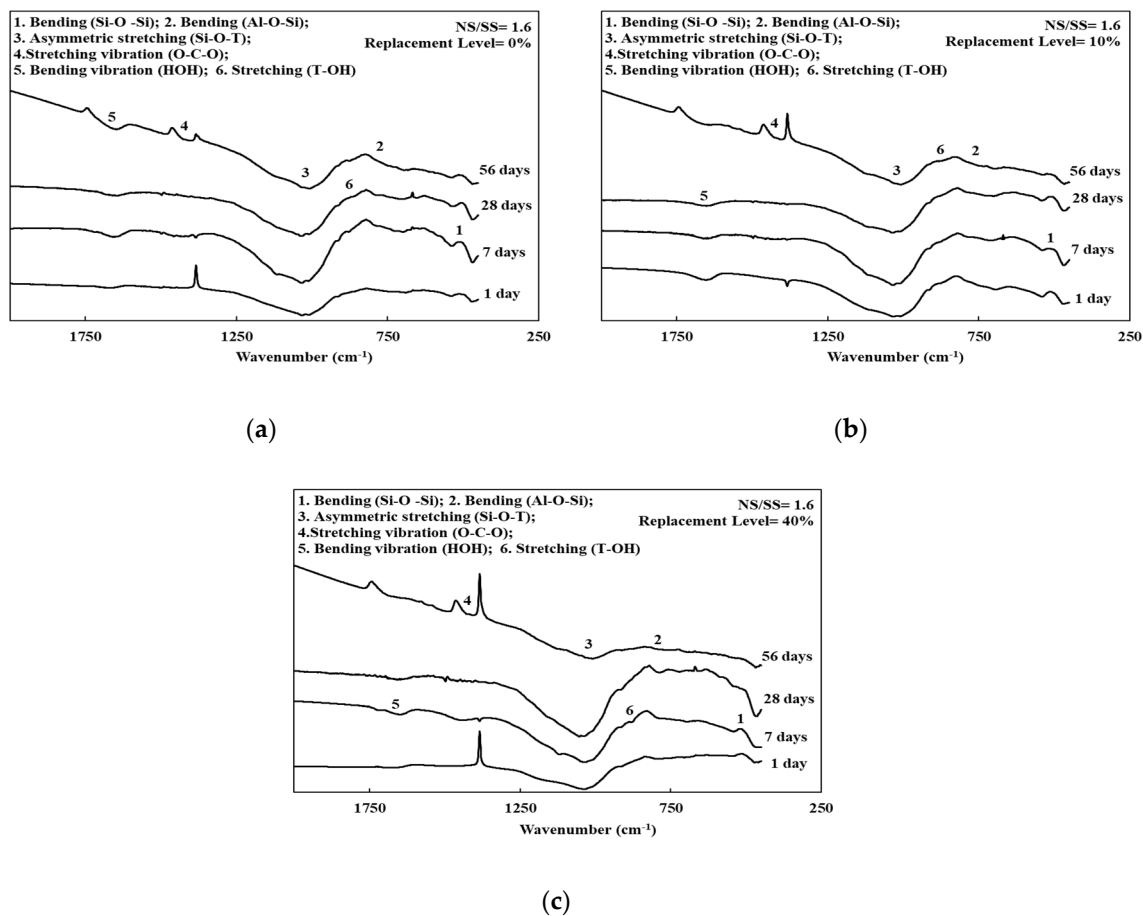 1. Bending (Si-O -Si); 2. Bending (Al-O-Si);
3. Asymmetric stretching (Si-O-T);
4.Stretching vibration (O-C-O);
5. Bending vibration (HOH); 6. Stretching (T-OH)
NS/SS= 1.6
Replacement Level= 0%
5
4
3
2
6
1
56 days
28 days
7 days
1 day
1750
1250
750
250
Wavenumber (cm⁻¹)
(a)
1. Bending (Si-O -Si); 2. Bending (Al-O-Si);
3. Asymmetric stretching (Si-O-T);
4.Stretching vibration (O-C-O);
5. Bending vibration (HOH); 6. Stretching (T-OH)
NS/SS= 1.6
Replacement Level= 10%
4
6
2
3
5
1
56 days
28 days
7 days
1 day
1750
1250
750
250
Wavenumber (cm⁻¹)
(b)
1. Bending (Si-O -Si); 2. Bending (Al-O-Si);
3. Asymmetric stretching (Si-O-T);
4.Stretching vibration (O-C-O);
5. Bending vibration (HOH); 6. Stretching (T-OH)
NS/SS= 1.6
Replacement Level= 40%
4
3
2
5
6
1
56 days
28 days
7 days
1 day
1750
1250
750
250
Wavenumber (cm⁻¹)
(c)